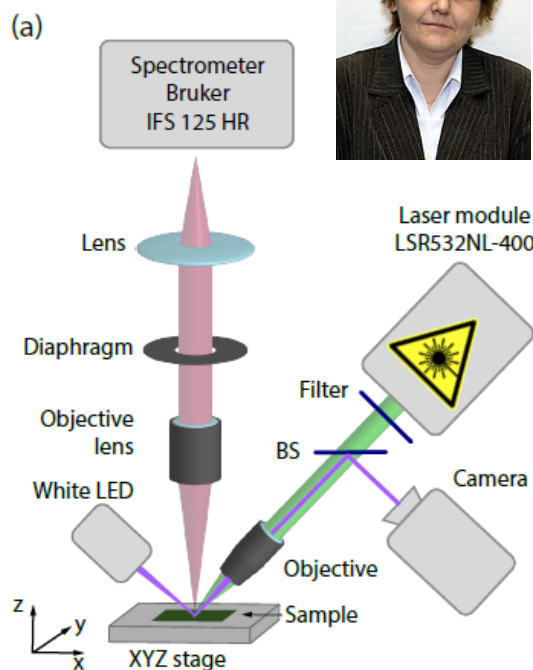 (a)
Spectrometer
Bruker
IFS 125 HR
Laser module
LSR532NL-400
Lens
Diaphragm
Filter
Objective
lens
BS
White LED
Camera
Objective
Sample
z
y
x
XYZ stage